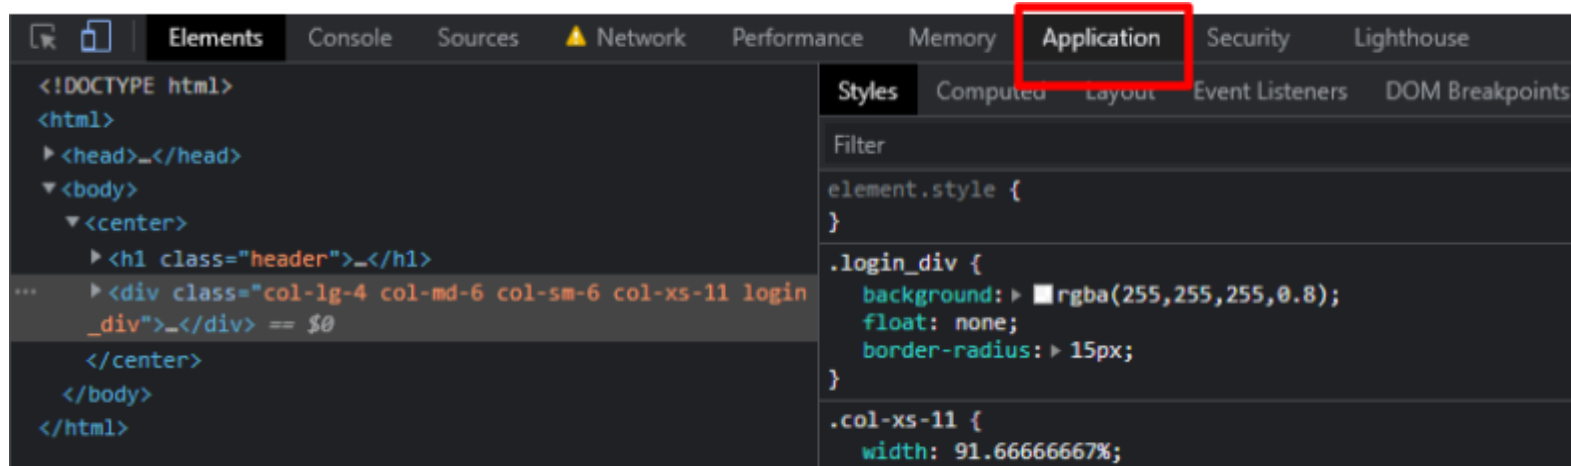 Elements Console Sources Network Performance Memory Application Security Lighthouse
<!DOCTYPE html>
<html>
<head>…</head>
<body>
<center>
<h1 class="header">…</h1>
<div class="col-lg-4 col-md-6 col-sm-6 col-xs-11 login
_div">…</div> == $0
</center>
</body>
</html>
Styles Computed Layout Event Listeners DOM Breakpoints
Filter
element.style {
}
.login_div {
background: rgba(255,255,255,0.8);
float: none;
border-radius: 15px;
}
.col-xs-11 {
width: 91.66666667%;